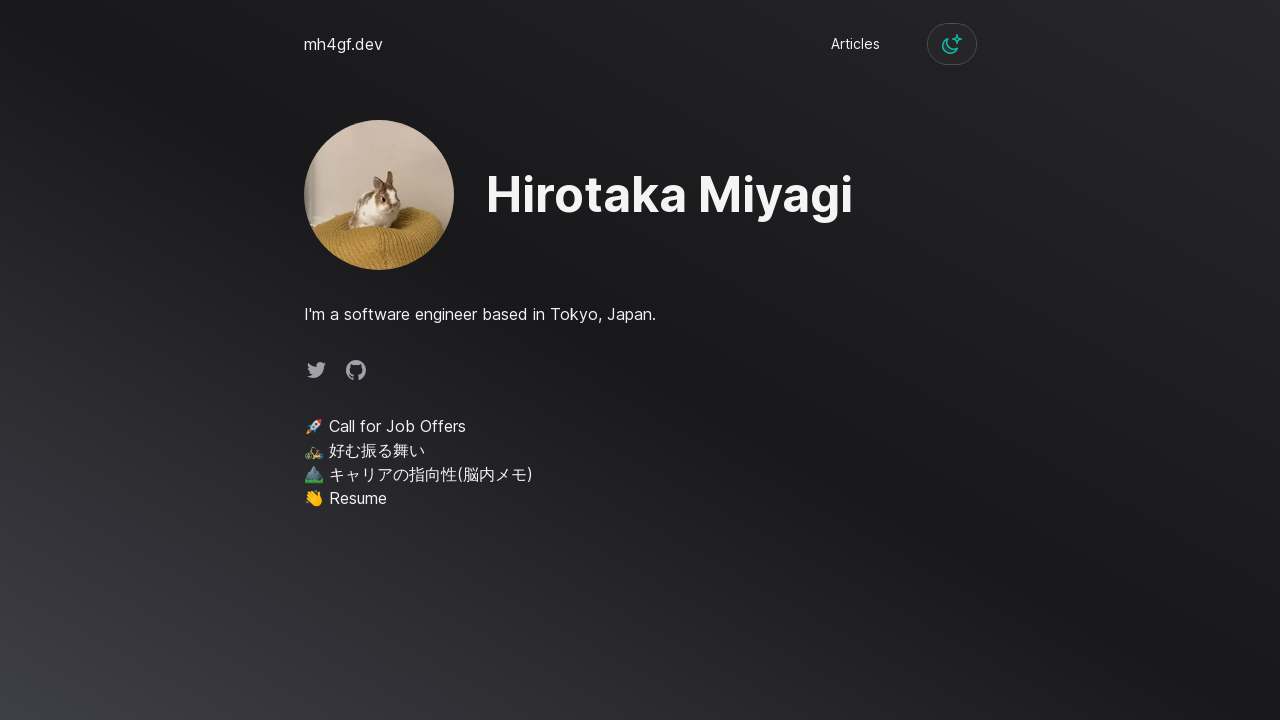 mh4gf.dev
Articles
Hirotaka Miyagi
I'm a software engineer based in Tokyo, Japan.
🚀 Call for Job Offers
🚲 好む振る舞い
⛰️ キャリアの指向性(脳内メモ)
👋 Resume